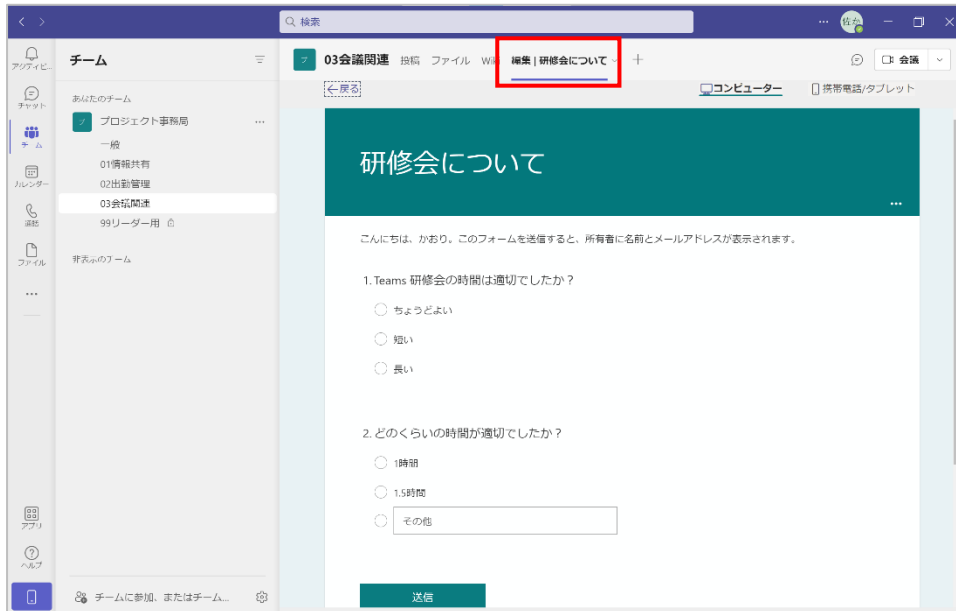 検索
佐か
アクティビ...
チャット
チーム
カレンダー
通話
ファイル
アプリ
ヘルプ
チーム
あなたのチーム
プ プロジェクト事務局
一般
01情報共有
02出勤管理
03会議関連
99リーダー用
非表示のチーム
チームに参加、またはチーム...
プ 03会議関連 投稿 ファイル Wiki 編集 | 研修会について
会議
←戻る
コンピューター 携帯電話/タブレット
研修会について
こんにちは、かおり。このフォームを送信すると、所有者に名前とメールアドレスが表示されます。
1. Teams 研修会の時間は適切でしたか？
ちょうどよい
短い
長い
2. どのくらいの時間が適切でしたか？
1時間
1.5時間
その他
送信